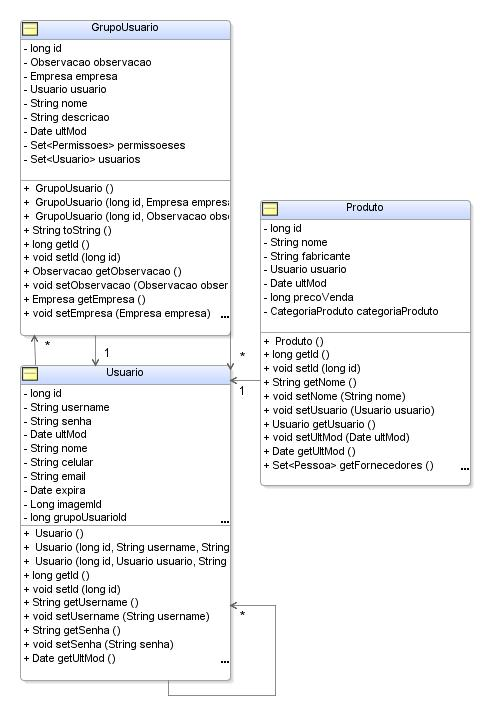 GrupoUsuario
- long id
- Observacao observacao
- Empresa empresa
- Usuario usuario
- String nome
- String descricao
- Date ultMod
- Set<Permissoes> permissoeses
- Set<Usuario> usuarios
+ GrupoUsuario ()
+ GrupoUsuario (long id, Empresa empresa
+ GrupoUsuario (long id, Observacao obse
+ String toString ()
+ long getId ()
+ void setId (long id)
+ Observacao getObservacao ()
+ void setObservacao (Observacao obser
+ Empresa getEmpresa ()
+ void setEmpresa (Empresa empresa) ...
* 1
*
1
Produto
- long id
- String nome
- String fabricante
- Usuario usuario
- Date ultMod
- long precoVenda
- CategoriaProduto categoriaProduto
+ Produto ()
+ long getId ()
+ void setId (long id)
+ String getNome ()
+ void setNome (String nome)
+ void setUsuario (Usuario usuario)
+ Usuario getUsuario ()
+ void setUltMod (Date ultMod)
+ Date getUltMod ()
+ Set<Pessoa> getFornecedores () ...
Usuario
- long id
- String username
- String senha
- Date ultMod
- String nome
- String celular
- String email
- Date expira
- Long imagemId
- long grupoUsuarioId ...
+ Usuario ()
+ Usuario (long id, String username, String
+ Usuario (long id, Usuario usuario, String
+ long getId ()
+ void setId (long id)
+ String getUsername ()
+ void setUsername (String username)
+ String getSenha ()
+ void setSenha (String senha)
+ Date getUltMod () ...
*